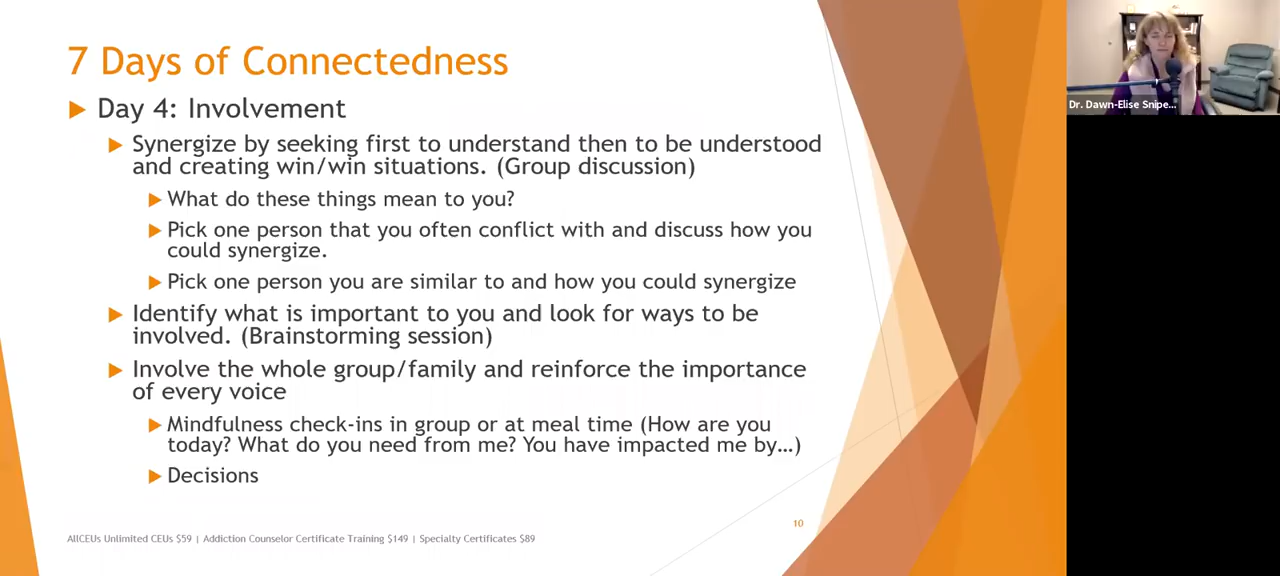 7 Days of Connectedness
Day 4: Involvement
Synergize by seeking first to understand then to be understood
and creating win/win situations. (Group discussion)
What do these things mean to you?
Pick one person that you often conflict with and discuss how you
could synergize.
Pick one person you are similar to and how you could synergize
Identify what is important to you and look for ways to be
involved. (Brainstorming session)
Involve the whole group/family and reinforce the importance
of every voice
Mindfulness check-ins in group or at meal time (How are you
today? What do you need from me? You have impacted me by…)
Decisions
10
AllCEUs Unlimited CEUs $59 | Addiction Counselor Certificate Training $149 | Specialty Certificates $89
Dr. Dawn-Elise Snipe...